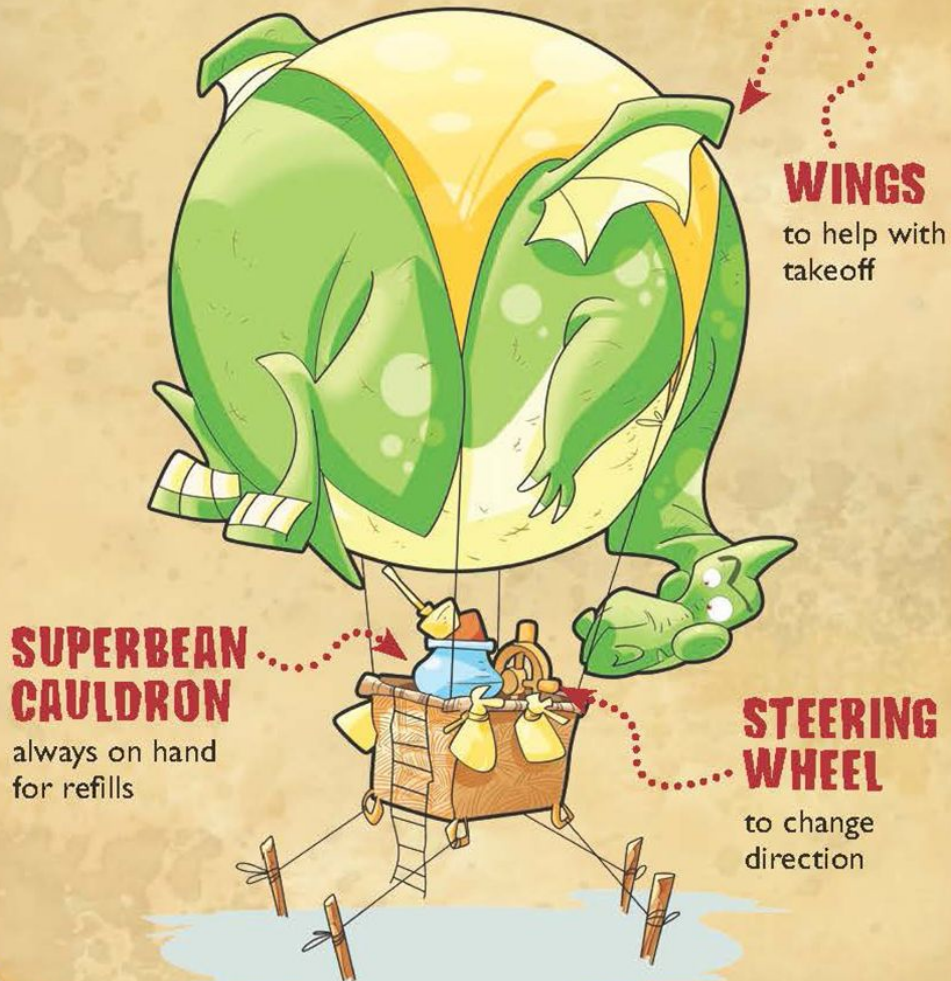 WINGS
to help with
takeoff
SUPERBEAN
CAULDRON
always on hand
for refills
STEERING
WHEEL
to change
direction